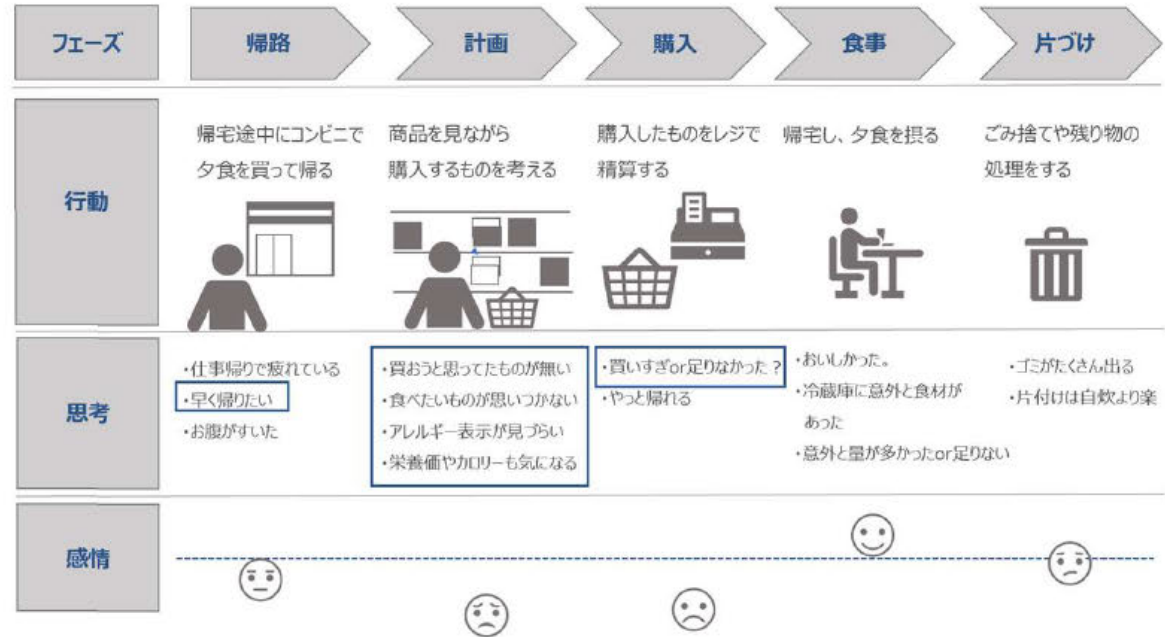 フェーズ
帰路
計画
購入
食事
片づけ
行動
帰宅途中にコンビニで
夕食を買って帰る
商品を見ながら
購入するものを考える
購入したものをレジで
精算する
帰宅し、夕食を摂る
ごみ捨てや残り物の
処理をする
思考
・仕事帰りで疲れている
・早く帰りたい
・お腹がすいた
・買おうと思ってたものが無い
・食べたいものが思いつかない
・アレルギー表示が見づらい
・栄養価やカロリーも気になる
・買いすぎor足りなかった？
・やっと帰れる
・おいしかった。
・冷蔵庫に意外と食材が
あった
・意外と量が多かったor足りない
・ゴミがたくさん出る
・片付けは自炊より楽
感情